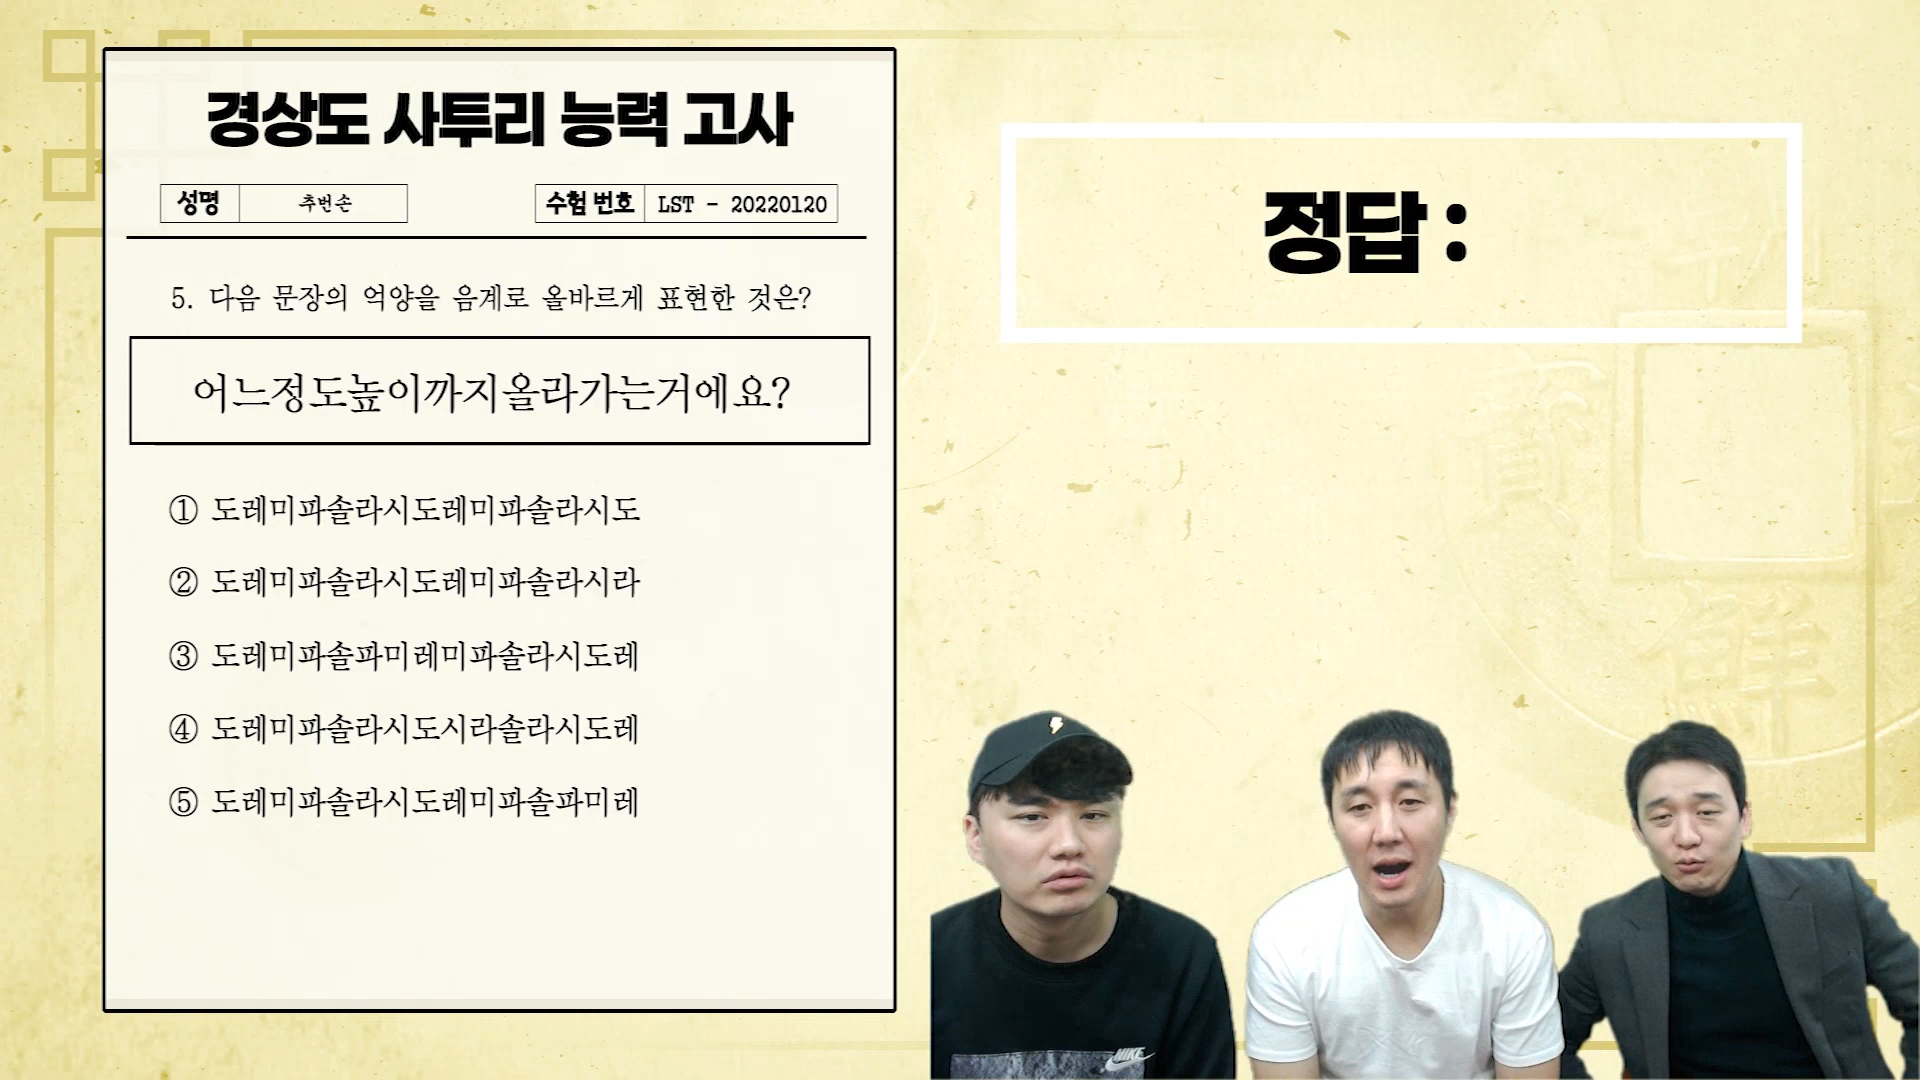 경상도 사투리 능력 고사
성명 추번손 수험 번호 LST - 20220120
5. 다음 문장의 억양을 음계로 올바르게 표현한 것은?
어느정도높이까지올라가는거에요?
① 도레미파솔라시도레미파솔라시도
② 도레미파솔라시도레미파솔라시라
③ 도레미파솔파미레미파솔라시도레
④ 도레미파솔라시도시라솔라시도레
⑤ 도레미파솔라시도레미파솔파미레
정답 :
NIKE